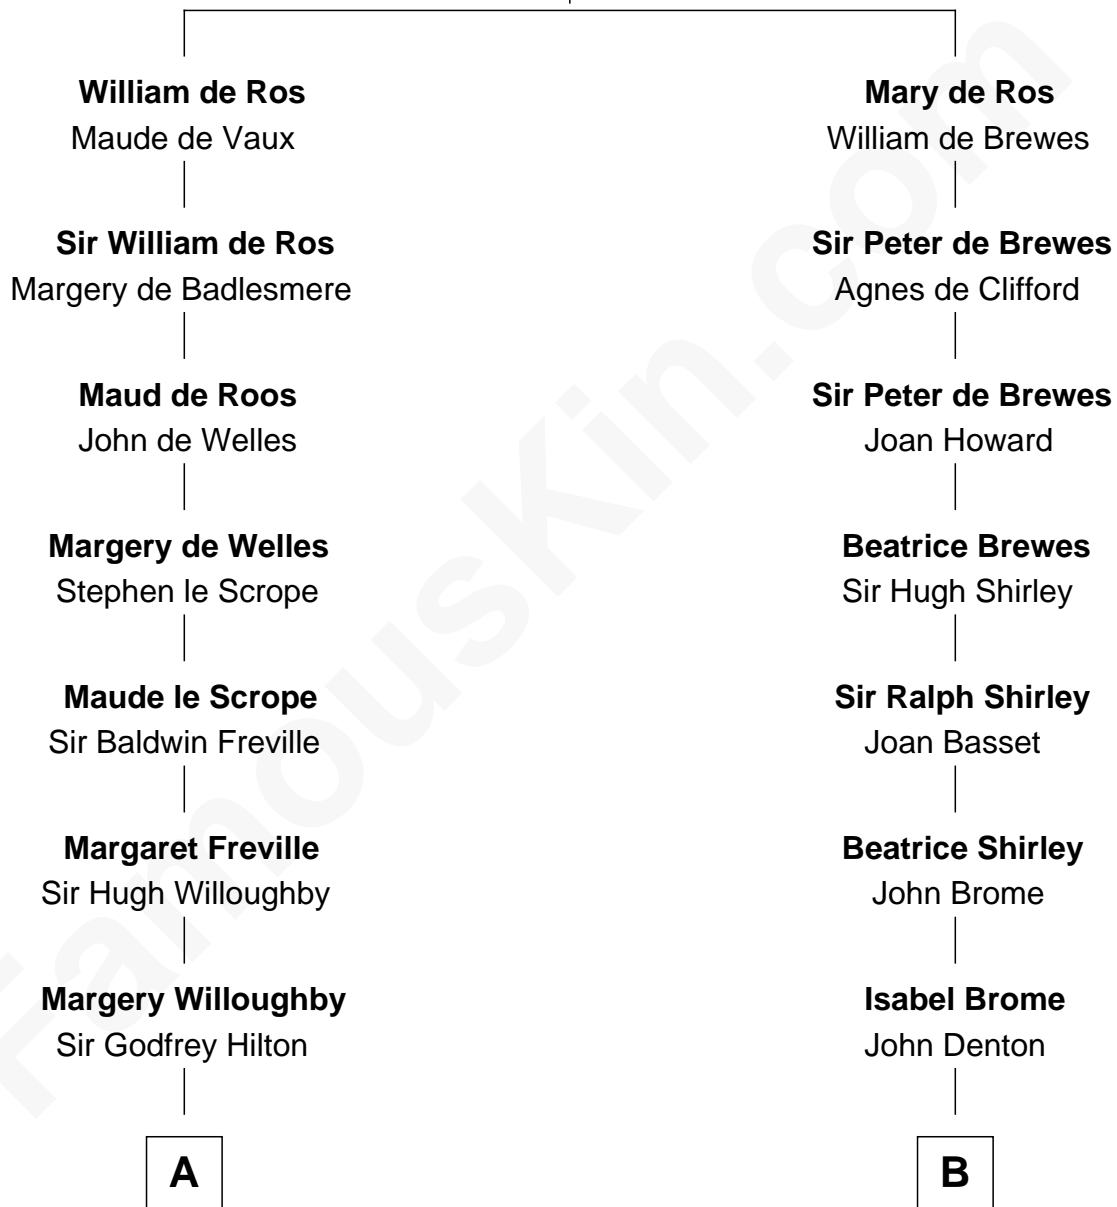 William de Ros
Maude de Vaux
Sir William de Ros
Margery de Badlesmere
Maud de Roos
John de Welles
Margery de Welles
Stephen le Scrope
Maude le Scrope
Sir Baldwin Freville
Margaret Freville
Sir Hugh Willoughby
Margery Willoughby
Sir Godfrey Hilton
A
Mary de Ros
William de Brewes
Sir Peter de Brewes
Agnes de Clifford
Sir Peter de Brewes
Joan Howard
Beatrice Brewes
Sir Hugh Shirley
Sir Ralph Shirley
Joan Basset
Beatrice Shirley
John Brome
Isabel Brome
John Denton
B
FamousKin.com